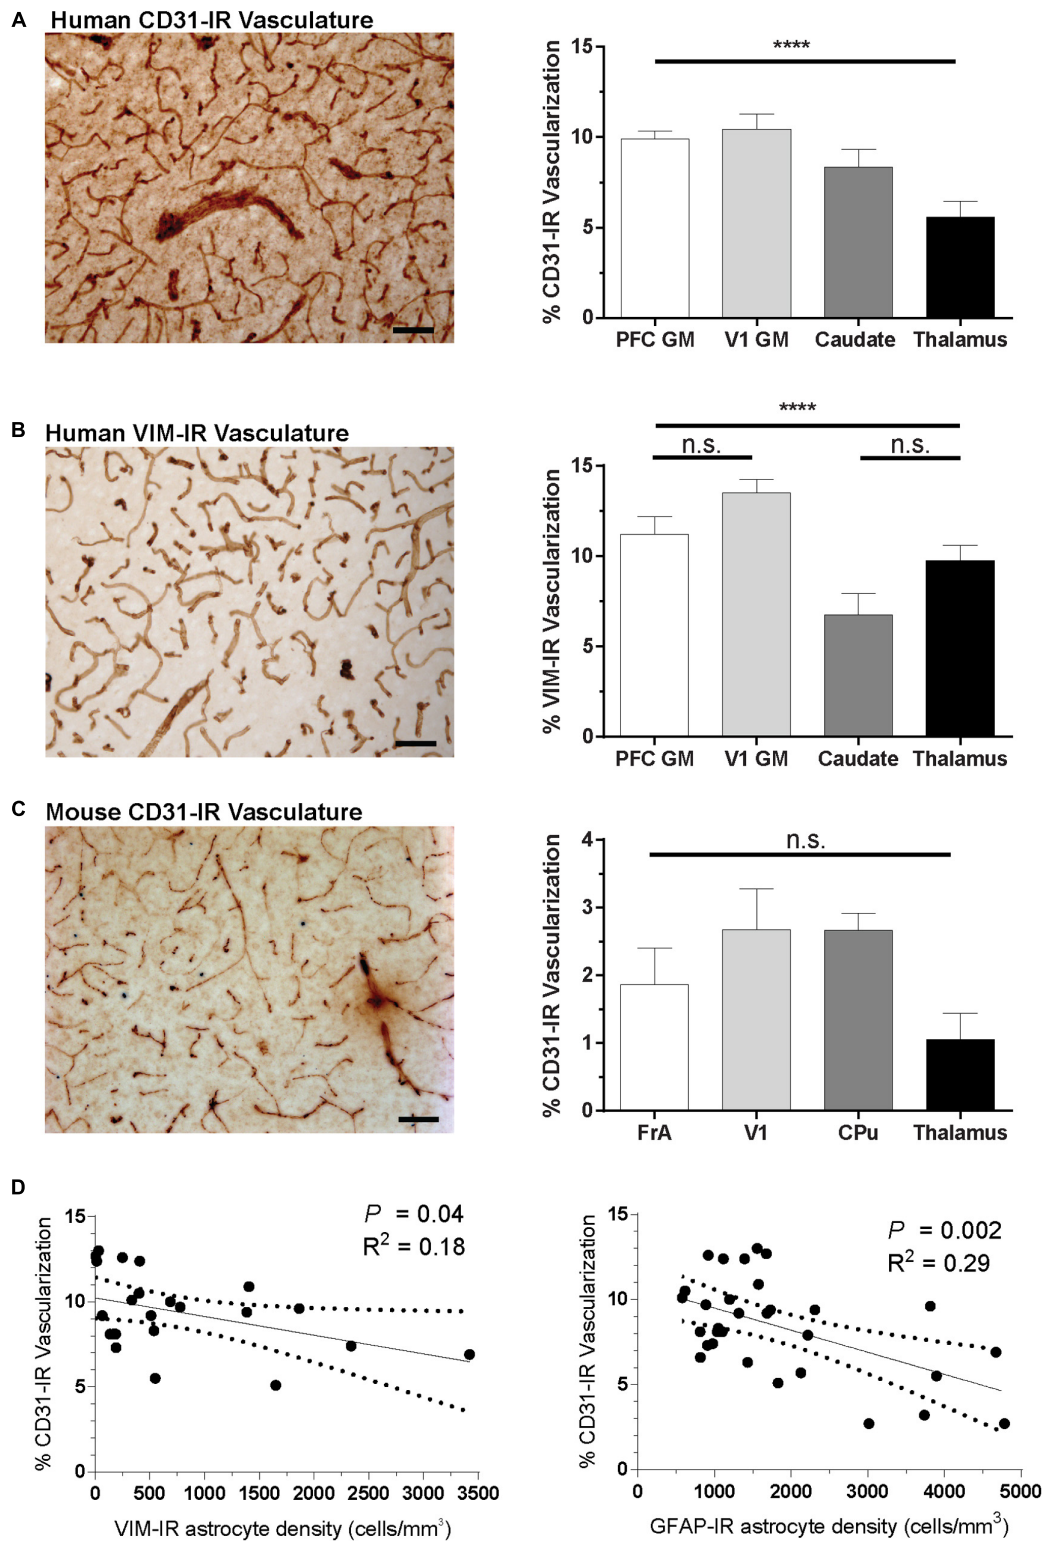 A Human CD31-IR Vasculature
% CD31-IR Vascularization
15
10
5
0
****
PFC GM V1 GM Caudate Thalamus
B Human VIM-IR Vasculature
% VIM-IR Vascularization
15
10
5
0
****
n.s. n.s.
PFC GM V1 GM Caudate Thalamus
C Mouse CD31-IR Vasculature
% CD31-IR Vascularization
4
3
2
1
0
n.s.
FrA V1 CPu Thalamus
D
% CD31-IR Vascularization
15
10
5
0
P = 0.04
R² = 0.18
0 500 1000 1500 2000 2500 3000 3500
VIM-IR astrocyte density (cells/mm³)
% CD31-IR Vascularization
15
10
5
0
P = 0.002
R² = 0.29
0 1000 2000 3000 4000 5000
GFAP-IR astrocyte density (cells/mm³)